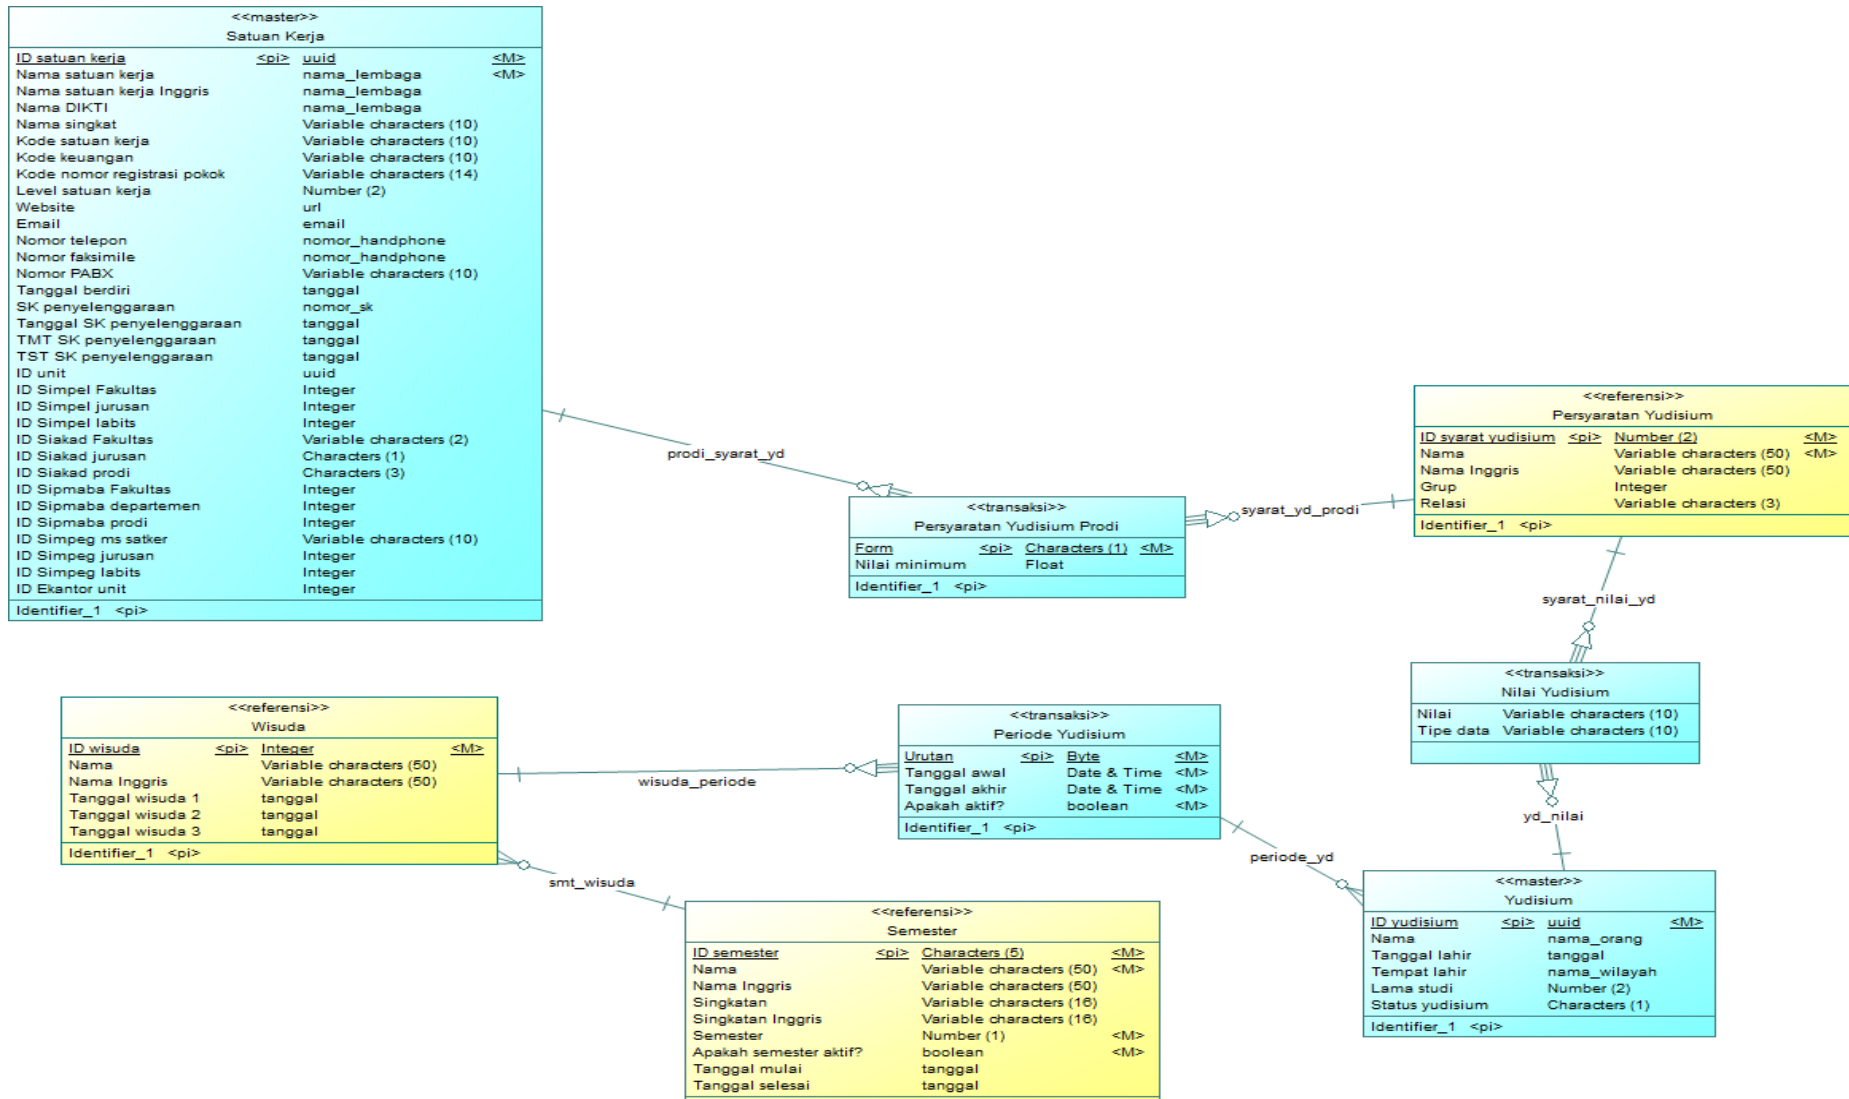 <<master>>
Satuan Kerja
ID satuan kerja <pi> uuid <M>
Nama satuan kerja nama_lembaga <M>
Nama satuan kerja Inggris nama_lembaga
Nama DIKTI nama_lembaga
Nama singkat Variable characters (10)
Kode satuan kerja Variable characters (10)
Kode keuangan Variable characters (10)
Kode nomor registrasi pokok Variable characters (14)
Level satuan kerja Number (2)
Website url
Email email
Nomor telepon nomor_handphone
Nomor faksimile nomor_handphone
Nomor PABX Variable characters (10)
Tanggal berdiri tanggal
SK penyelenggaraan nomor_sk
Tanggal SK penyelenggaraan tanggal
TMT SK penyelenggaraan tanggal
TST SK penyelenggaraan tanggal
ID unit uuid
ID Simpel Fakultas Integer
ID Simpel jurusan Integer
ID Simpel labits Integer
ID Siakad Fakultas Variable characters (2)
ID Siakad jurusan Characters (1)
ID Siakad prodi Characters (3)
ID Sipmaba Fakultas Integer
ID Sipmaba departemen Integer
ID Sipmaba prodi Integer
ID Simpeg ms satker Variable characters (10)
ID Simpeg jurusan Integer
ID Simpeg labits Integer
ID Ekantor unit Integer
Identifier_1 <pi>
prodi_syarat_yd
<<transaksi>>
Persyaratan Yudisium Prodi
Form <pi> Characters (1) <M>
Nilai minimum Float
Identifier_1 <pi>
syarat_yd_prodi
<<referensi>>
Persyaratan Yudisium
ID syarat yudisium <pi> Number (2) <M>
Nama Variable characters (50) <M>
Nama Inggris Variable characters (50)
Grup Integer
Relasi Variable characters (3)
Identifier_1 <pi>
syarat_nilai_yd
<<transaksi>>
Nilai Yudisium
Nilai Variable characters (10)
Tipe data Variable characters (10)
yd_nilai
<<referensi>>
Wisuda
ID wisuda <pi> Integer <M>
Nama Variable characters (50)
Nama Inggris Variable characters (50)
Tanggal wisuda 1 tanggal
Tanggal wisuda 2 tanggal
Tanggal wisuda 3 tanggal
Identifier_1 <pi>
wisuda_periode
<<transaksi>>
Periode Yudisium
Urutan <pi> Byte <M>
Tanggal awal Date & Time <M>
Tanggal akhir Date & Time <M>
Apakah aktif? boolean <M>
Identifier_1 <pi>
periode_yd
<<master>>
Yudisium
ID yudisium <pi> uuid <M>
Nama nama_orang
Tanggal lahir tanggal
Tempat lahir nama_wilayah
Lama studi Number (2)
Status yudisium Characters (1)
Identifier_1 <pi>
smt_wisuda
<<referensi>>
Semester
ID semester <pi> Characters (5) <M>
Nama Variable characters (50) <M>
Nama Inggris Variable characters (50)
Singkatan Variable characters (16)
Singkatan Inggris Variable characters (16)
Semester Number (1) <M>
Apakah semester aktif? boolean <M>
Tanggal mulai tanggal
Tanggal selesai tanggal